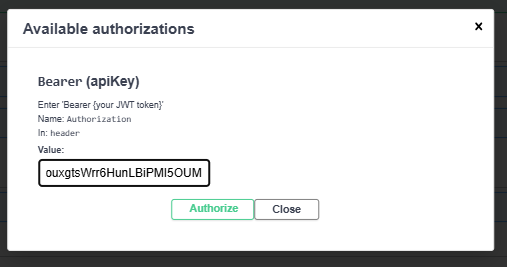 Available authorizations
×
Bearer (apiKey)
Enter 'Bearer {your JWT token}'
Name: Authorization
In: header
Value:
ouxgtsWrr6HunLBiPMI5OUM
Authorize Close